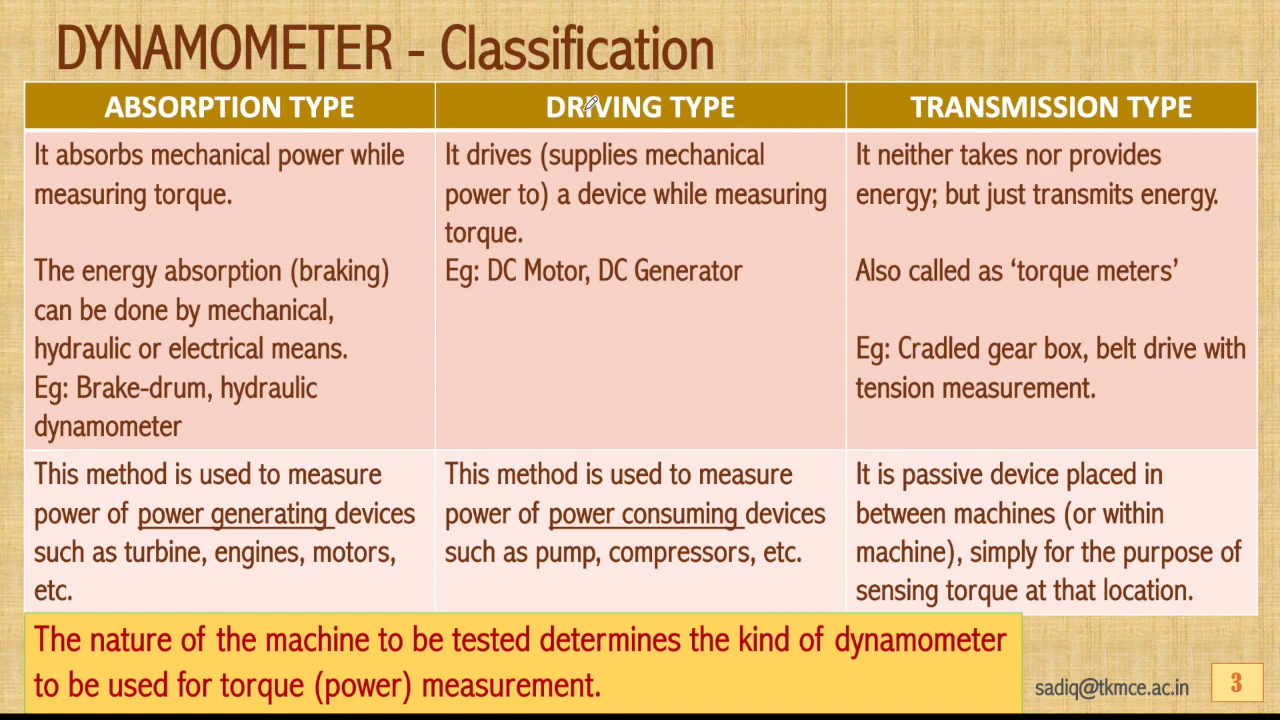 DYNAMOMETER - Classification
ABSORPTION TYPE
DRIVING TYPE
TRANSMISSION TYPE
It absorbs mechanical power while
measuring torque.
The energy absorption (braking)
can be done by mechanical,
hydraulic or electrical means.
Eg: Brake-drum, hydraulic
dynamometer
It drives (supplies mechanical
power to) a device while measuring
torque.
Eg: DC Motor, DC Generator
It neither takes nor provides
energy; but just transmits energy.
Also called as ‘torque meters’
Eg: Cradled gear box, belt drive with
tension measurement.
This method is used to measure
power of power generating devices
such as turbine, engines, motors,
etc.
This method is used to measure
power of power consuming devices
such as pump, compressors, etc.
It is passive device placed in
between machines (or within
machine), simply for the purpose of
sensing torque at that location.
The nature of the machine to be tested determines the kind of dynamometer
to be used for torque (power) measurement.
sadiq@tkmce.ac.in
3